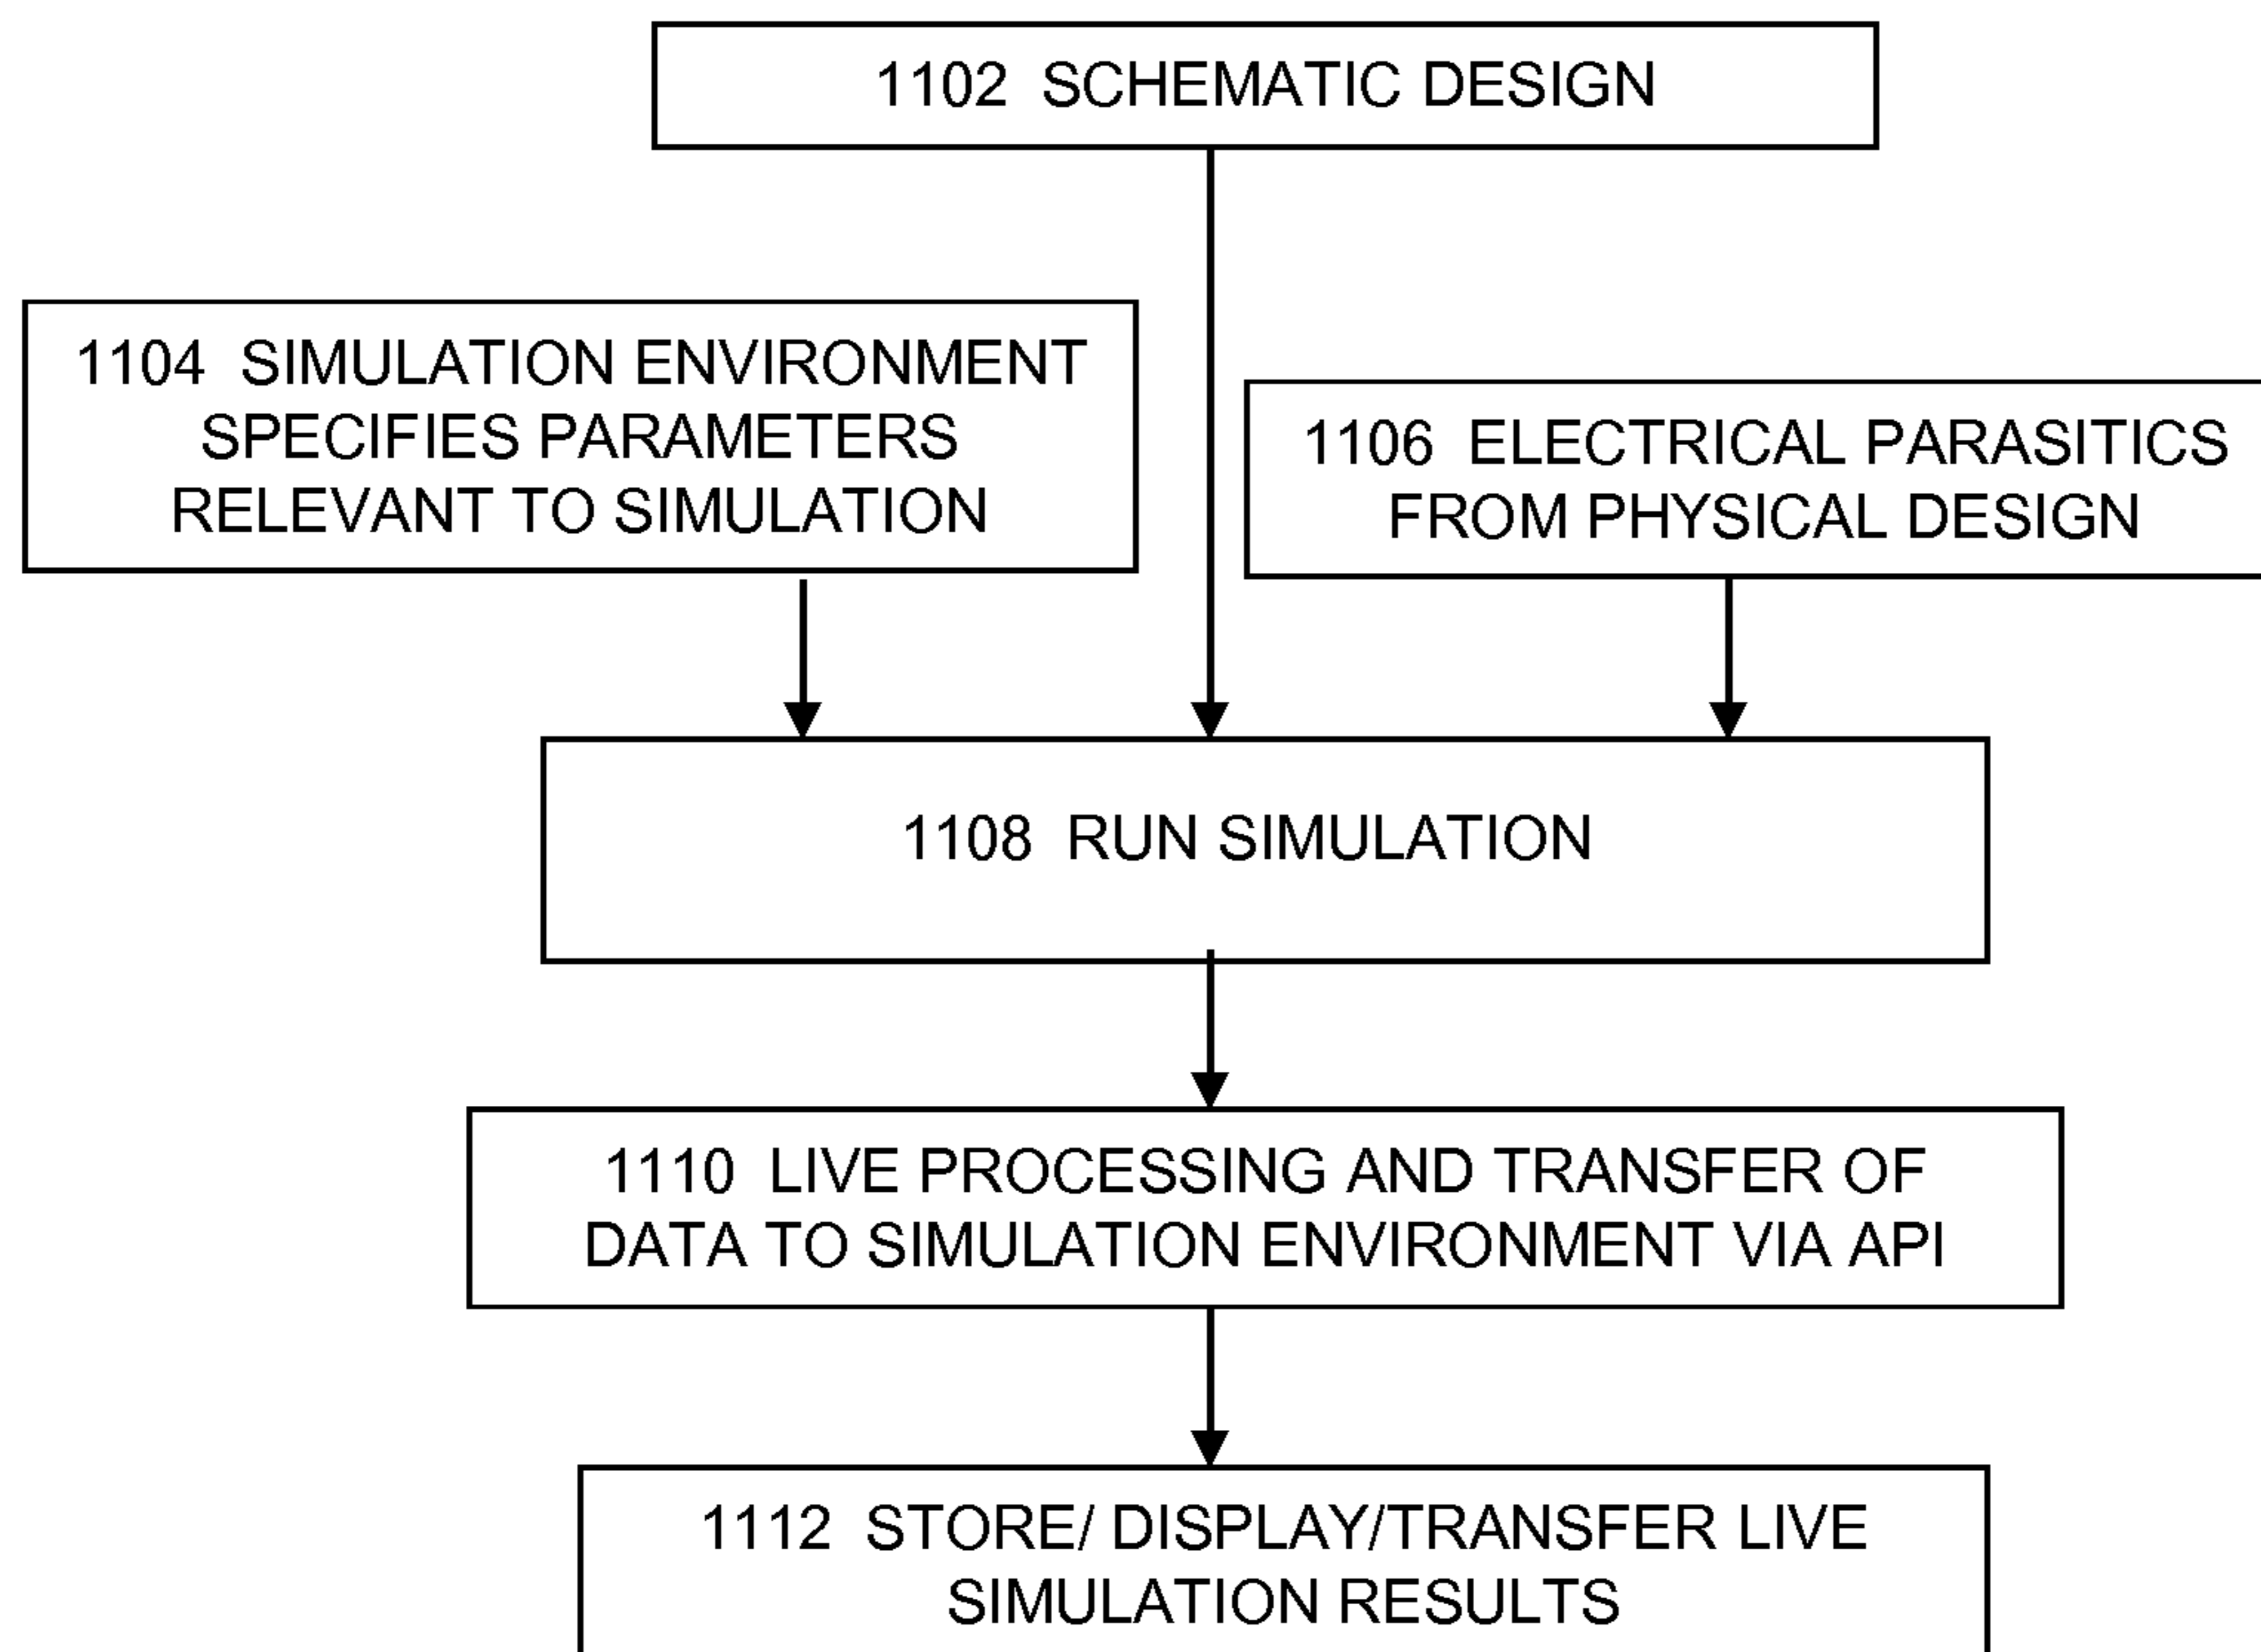 1102 SCHEMATIC DESIGN
1104 SIMULATION ENVIRONMENT
SPECIFIES PARAMETERS
RELEVANT TO SIMULATION
1106 ELECTRICAL PARASITICS
FROM PHYSICAL DESIGN
1108 RUN SIMULATION
1110 LIVE PROCESSING AND TRANSFER OF
DATA TO SIMULATION ENVIRONMENT VIA API
1112 STORE/ DISPLAY/TRANSFER LIVE
SIMULATION RESULTS